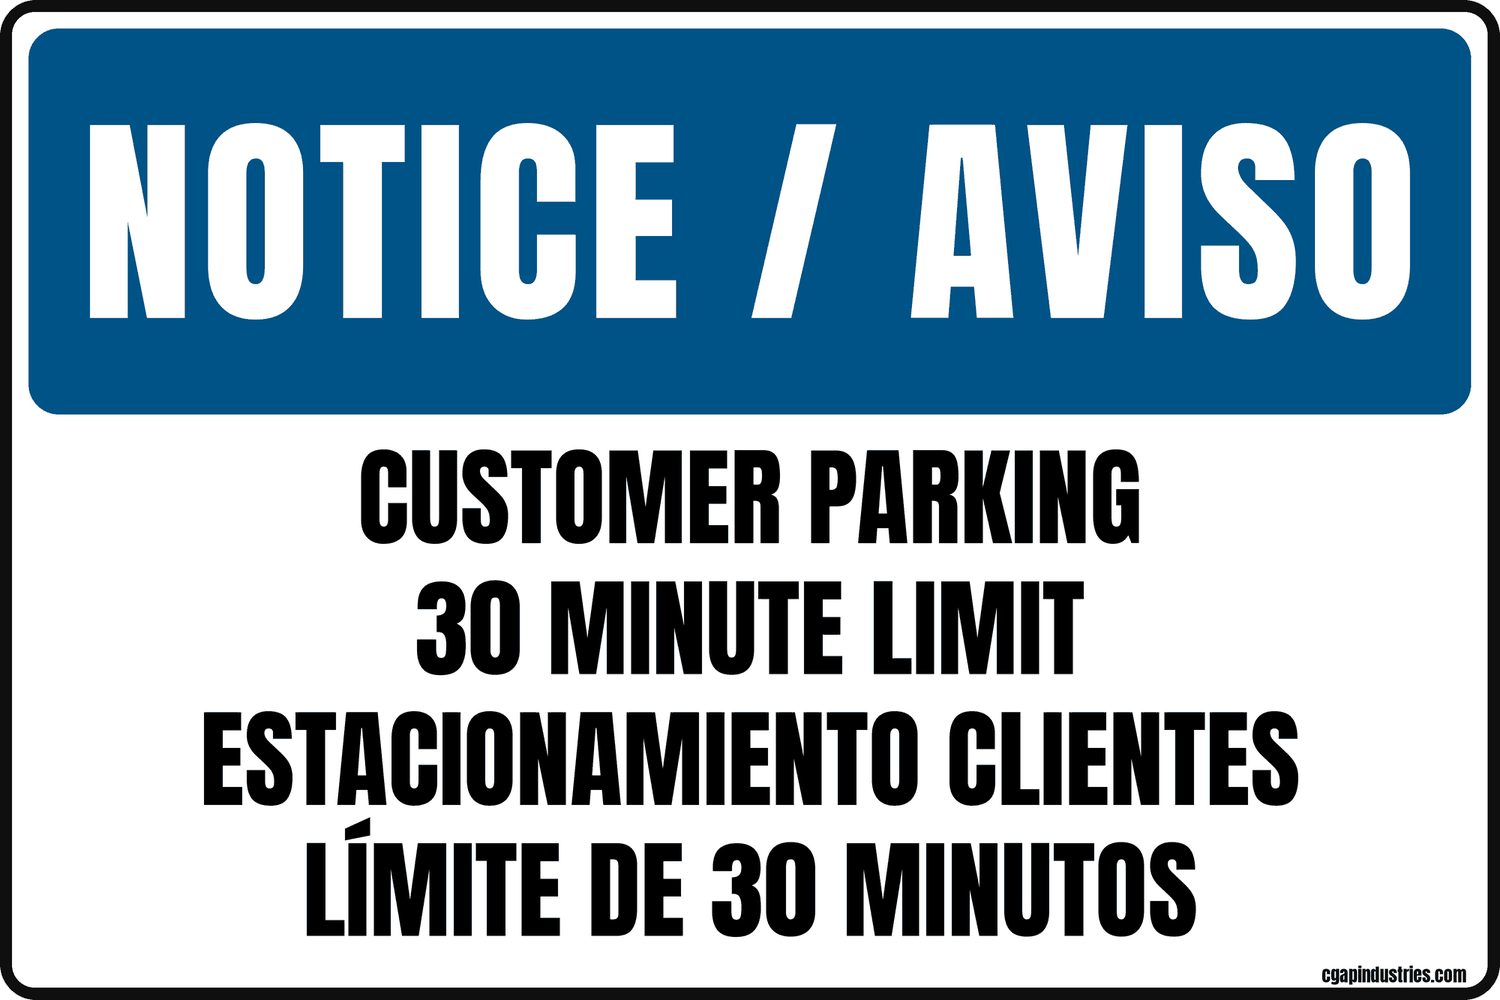 NOTICE / AVISO
CUSTOMER PARKING
30 MINUTE LIMIT
ESTACIONAMIENTO CLIENTES
LÍMITE DE 30 MINUTOS
cgapindustries.com